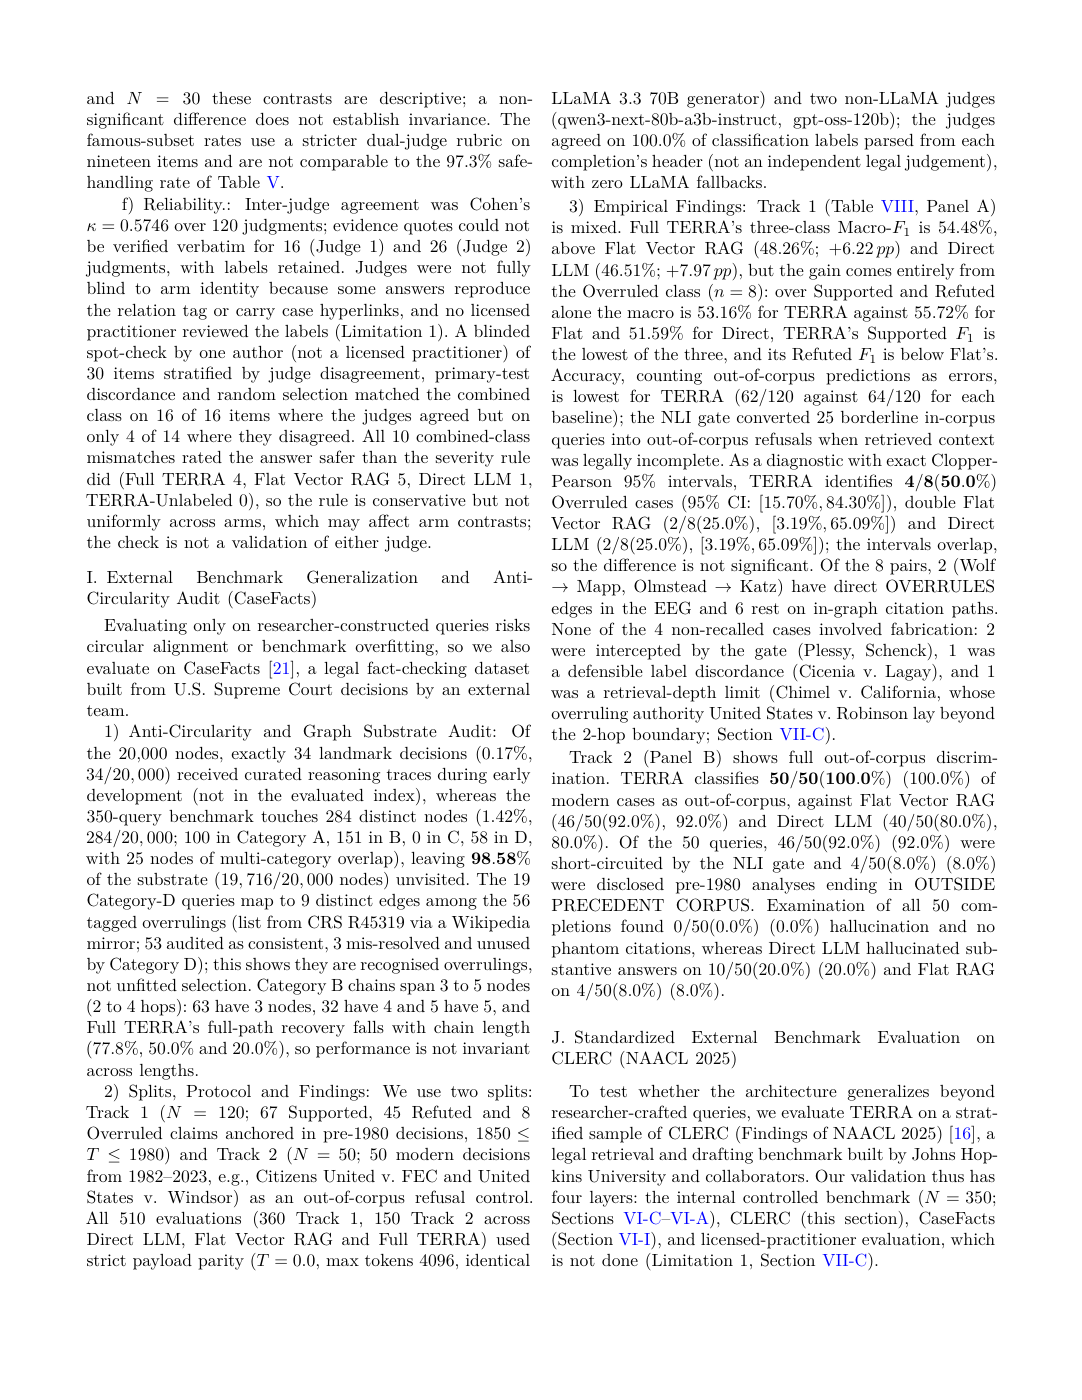 and N = 30 these contrasts are descriptive; a non-
significant difference does not establish invariance. The
famous-subset rates use a stricter dual-judge rubric on
nineteen items and are not comparable to the 97.3% safe-
handling rate of Table V.
f) Reliability.: Inter-judge agreement was Cohen's
κ = 0.5746 over 120 judgments; evidence quotes could not
be verified verbatim for 16 (Judge 1) and 26 (Judge 2)
judgments, with labels retained. Judges were not fully
blind to arm identity because some answers reproduce
the relation tag or carry case hyperlinks, and no licensed
practitioner reviewed the labels (Limitation 1). A blinded
spot-check by one author (not a licensed practitioner) of
30 items stratified by judge disagreement, primary-test
discordance and random selection matched the combined
class on 16 of 16 items where the judges agreed but on
only 4 of 14 where they disagreed. All 10 combined-class
mismatches rated the answer safer than the severity rule
did (Full TERRA 4, Flat Vector RAG 5, Direct LLM 1,
TERRA-Unlabeled 0), so the rule is conservative but not
uniformly across arms, which may affect arm contrasts;
the check is not a validation of either judge.
I. External Benchmark Generalization and Anti-
Circularity Audit (CaseFacts)
Evaluating only on researcher-constructed queries risks
circular alignment or benchmark overfitting, so we also
evaluate on CaseFacts [21], a legal fact-checking dataset
built from U.S. Supreme Court decisions by an external
team.
1) Anti-Circularity and Graph Substrate Audit: Of
the 20,000 nodes, exactly 34 landmark decisions (0.17%,
34/20, 000) received curated reasoning traces during early
development (not in the evaluated index), whereas the
350-query benchmark touches 284 distinct nodes (1.42%,
284/20, 000; 100 in Category A, 151 in B, 0 in C, 58 in D,
with 25 nodes of multi-category overlap), leaving 98.58%
of the substrate (19, 716/20, 000 nodes) unvisited. The 19
Category-D queries map to 9 distinct edges among the 56
tagged overrulings (list from CRS R45319 via a Wikipedia
mirror; 53 audited as consistent, 3 mis-resolved and unused
by Category D); this shows they are recognised overrulings,
not unfitted selection. Category B chains span 3 to 5 nodes
(2 to 4 hops): 63 have 3 nodes, 32 have 4 and 5 have 5, and
Full TERRA's full-path recovery falls with chain length
(77.8%, 50.0% and 20.0%), so performance is not invariant
across lengths.
2) Splits, Protocol and Findings: We use two splits:
Track 1 (N = 120; 67 Supported, 45 Refuted and 8
Overruled claims anchored in pre-1980 decisions, 1850 ≤
T ≤ 1980) and Track 2 (N = 50; 50 modern decisions
from 1982–2023, e.g., Citizens United v. FEC and United
States v. Windsor) as an out-of-corpus refusal control.
All 510 evaluations (360 Track 1, 150 Track 2 across
Direct LLM, Flat Vector RAG and Full TERRA) used
strict payload parity (T = 0.0, max tokens 4096, identical
LLaMA 3.3 70B generator) and two non-LLaMA judges
(qwen3-next-80b-a3b-instruct, gpt-oss-120b); the judges
agreed on 100.0% of classification labels parsed from each
completion's header (not an independent legal judgement),
with zero LLaMA fallbacks.
3) Empirical Findings: Track 1 (Table VIII, Panel A)
is mixed. Full TERRA's three-class Macro-F1 is 54.48%,
above Flat Vector RAG (48.26%; +6.22 pp) and Direct
LLM (46.51%; +7.97 pp), but the gain comes entirely from
the Overruled class (n = 8): over Supported and Refuted
alone the macro is 53.16% for TERRA against 55.72% for
Flat and 51.59% for Direct, TERRA's Supported F1 is
the lowest of the three, and its Refuted F1 is below Flat's.
Accuracy, counting out-of-corpus predictions as errors,
is lowest for TERRA (62/120 against 64/120 for each
baseline); the NLI gate converted 25 borderline in-corpus
queries into out-of-corpus refusals when retrieved context
was legally incomplete. As a diagnostic with exact Clopper-
Pearson 95% intervals, TERRA identifies 4/8(50.0%)
Overruled cases (95% CI: [15.70%, 84.30%]), double Flat
Vector RAG (2/8(25.0%), [3.19%, 65.09%]) and Direct
LLM (2/8(25.0%), [3.19%, 65.09%]); the intervals overlap,
so the difference is not significant. Of the 8 pairs, 2 (Wolf
→ Mapp, Olmstead → Katz) have direct OVERRULES
edges in the EEG and 6 rest on in-graph citation paths.
None of the 4 non-recalled cases involved fabrication: 2
were intercepted by the gate (Plessy, Schenck), 1 was
a defensible label discordance (Cicenia v. Lagay), and 1
was a retrieval-depth limit (Chimel v. California, whose
overruling authority United States v. Robinson lay beyond
the 2-hop boundary; Section VII-C).
Track 2 (Panel B) shows full out-of-corpus discrim-
ination. TERRA classifies 50/50(100.0%) (100.0%) of
modern cases as out-of-corpus, against Flat Vector RAG
(46/50(92.0%), 92.0%) and Direct LLM (40/50(80.0%),
80.0%). Of the 50 queries, 46/50(92.0%) (92.0%) were
short-circuited by the NLI gate and 4/50(8.0%) (8.0%)
were disclosed pre-1980 analyses ending in OUTSIDE
PRECEDENT CORPUS. Examination of all 50 com-
pletions found 0/50(0.0%) (0.0%) hallucination and no
phantom citations, whereas Direct LLM hallucinated sub-
stantive answers on 10/50(20.0%) (20.0%) and Flat RAG
on 4/50(8.0%) (8.0%).
J. Standardized External Benchmark Evaluation on
CLERC (NAACL 2025)
To test whether the architecture generalizes beyond
researcher-crafted queries, we evaluate TERRA on a strat-
ified sample of CLERC (Findings of NAACL 2025) [16], a
legal retrieval and drafting benchmark built by Johns Hop-
kins University and collaborators. Our validation thus has
four layers: the internal controlled benchmark (N = 350;
Sections VI-C–VI-A), CLERC (this section), CaseFacts
(Section VI-I), and licensed-practitioner evaluation, which
is not done (Limitation 1, Section VII-C).